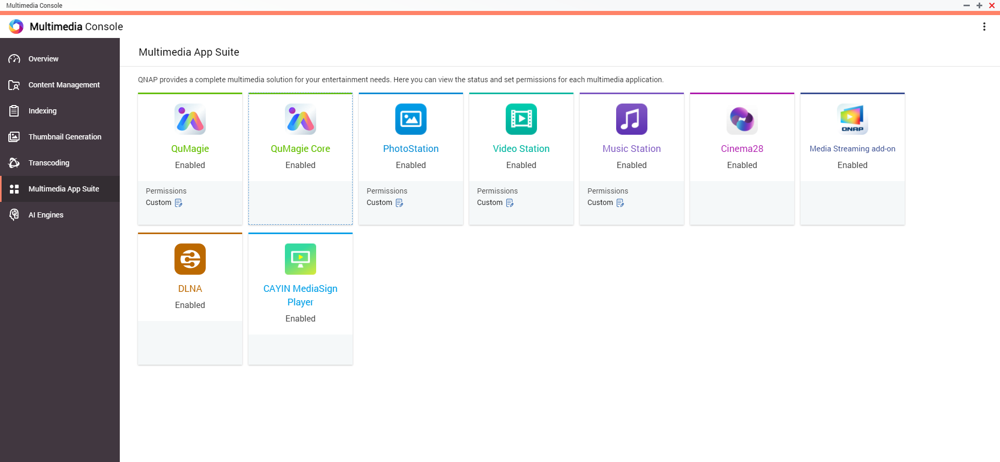 Multimedia Console
Multimedia Console
Overview
Content Management
Indexing
Thumbnail Generation
Transcoding
Multimedia App Suite
AI Engines
Multimedia App Suite
QNAP provides a complete multimedia solution for your entertainment needs. Here you can view the status and set permissions for each multimedia application.
QuMagie
Enabled
Permissions
Custom
QuMagie Core
Enabled
PhotoStation
Enabled
Permissions
Custom
Video Station
Enabled
Permissions
Custom
Music Station
Enabled
Permissions
Custom
Cinema28
Enabled
QNAP
Media Streaming add-on
Enabled
DLNA
Enabled
CAYIN MediaSign
Player
Enabled